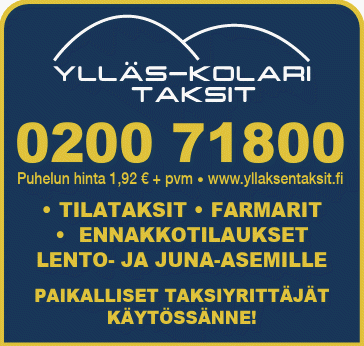 YLLÄS-KOLARI
TAKSIT
0200 71800
Puhelun hinta 1,92 € + pvm • www.yllaksentaksit.fi
• TILATAKSIT • FARMARIT
• ENNAKKOTILAUKSET
LENTO- JA JUNA-ASEMILLE
PAIKALLISET TAKSIYRITTÄJÄT
KÄYTÖSSÄNNE!